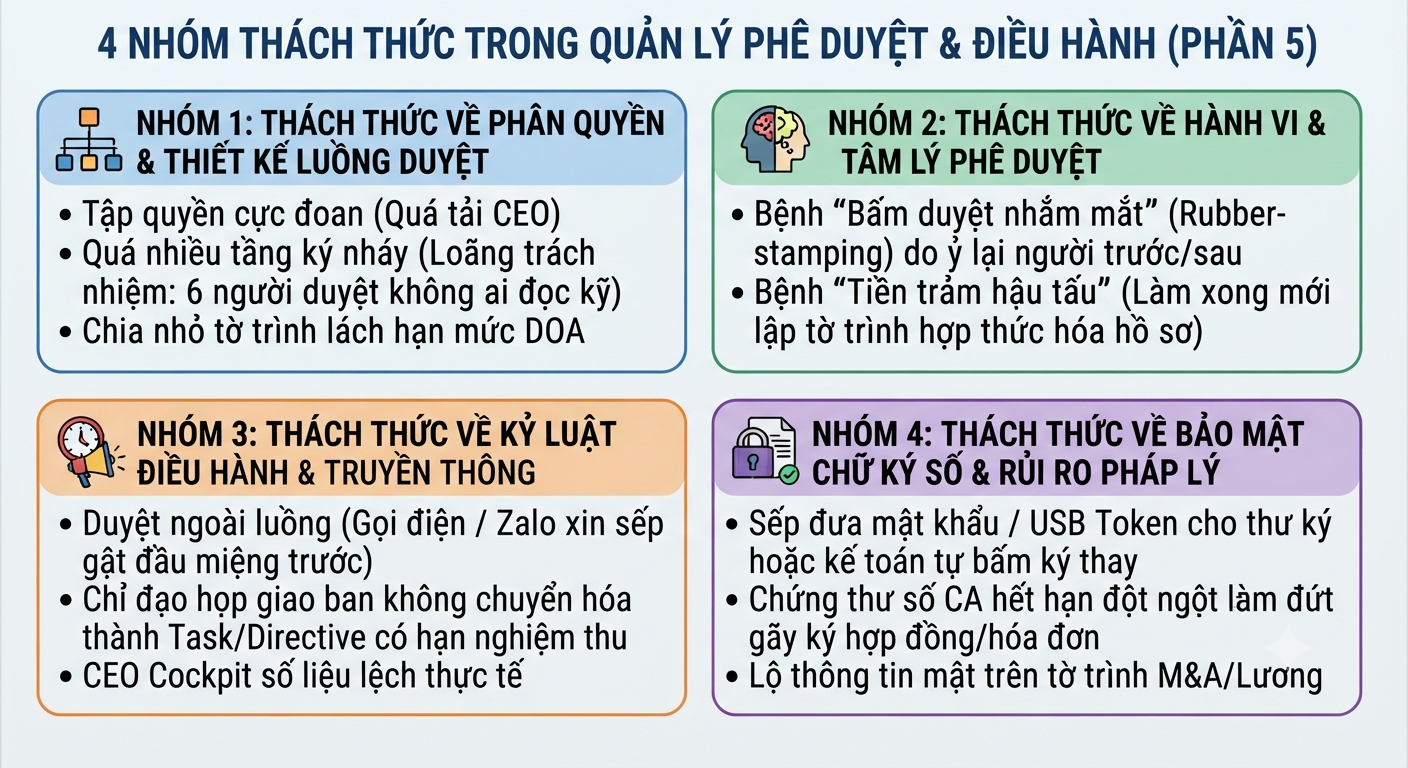 4 NHÓM THÁCH THỨC TRONG QUẢN LÝ PHÊ DUYỆT & ĐIỀU HÀNH (PHẦN 5)
NHÓM 1: THÁCH THỨC VỀ PHÂN QUYỀN
& THIẾT KẾ LUỒNG DUYỆT
• Tập quyền cực đoan (Quá tải CEO)
• Quá nhiều tầng ký nháy (Loãng trách
nhiệm: 6 người duyệt không ai đọc kỹ)
• Chia nhỏ tờ trình lách hạn mức DOA
NHÓM 2: THÁCH THỨC VỀ HÀNH VI &
TÂM LÝ PHÊ DUYỆT
• Bệnh “Bấm duyệt nhắm mắt” (Rubber-
stamping) do ỷ lại người trước/sau
• Bệnh “Tiền trảm hậu tấu” (Làm xong mới
lập tờ trình hợp thức hóa hồ sơ)
NHÓM 3: THÁCH THỨC VỀ KỶ LUẬT
ĐIỀU HÀNH & TRUYỀN THÔNG
• Duyệt ngoài luồng (Gọi điện / Zalo xin sếp
gật đầu miệng trước)
• Chỉ đạo họp giao ban không chuyển hóa
thành Task/Directive có hạn nghiệm thu
• CEO Cockpit số liệu lệch thực tế
NHÓM 4: THÁCH THỨC VỀ BẢO MẬT
CHỮ KÝ SỐ & RỦI RO PHÁP LÝ
• Sếp đưa mật khẩu / USB Token cho thư ký
hoặc kế toán tự bấm ký thay
• Chứng thư số CA hết hạn đột ngột làm đứt
gãy ký hợp đồng/hóa đơn
• Lộ thông tin mật trên tờ trình M&A/Lương